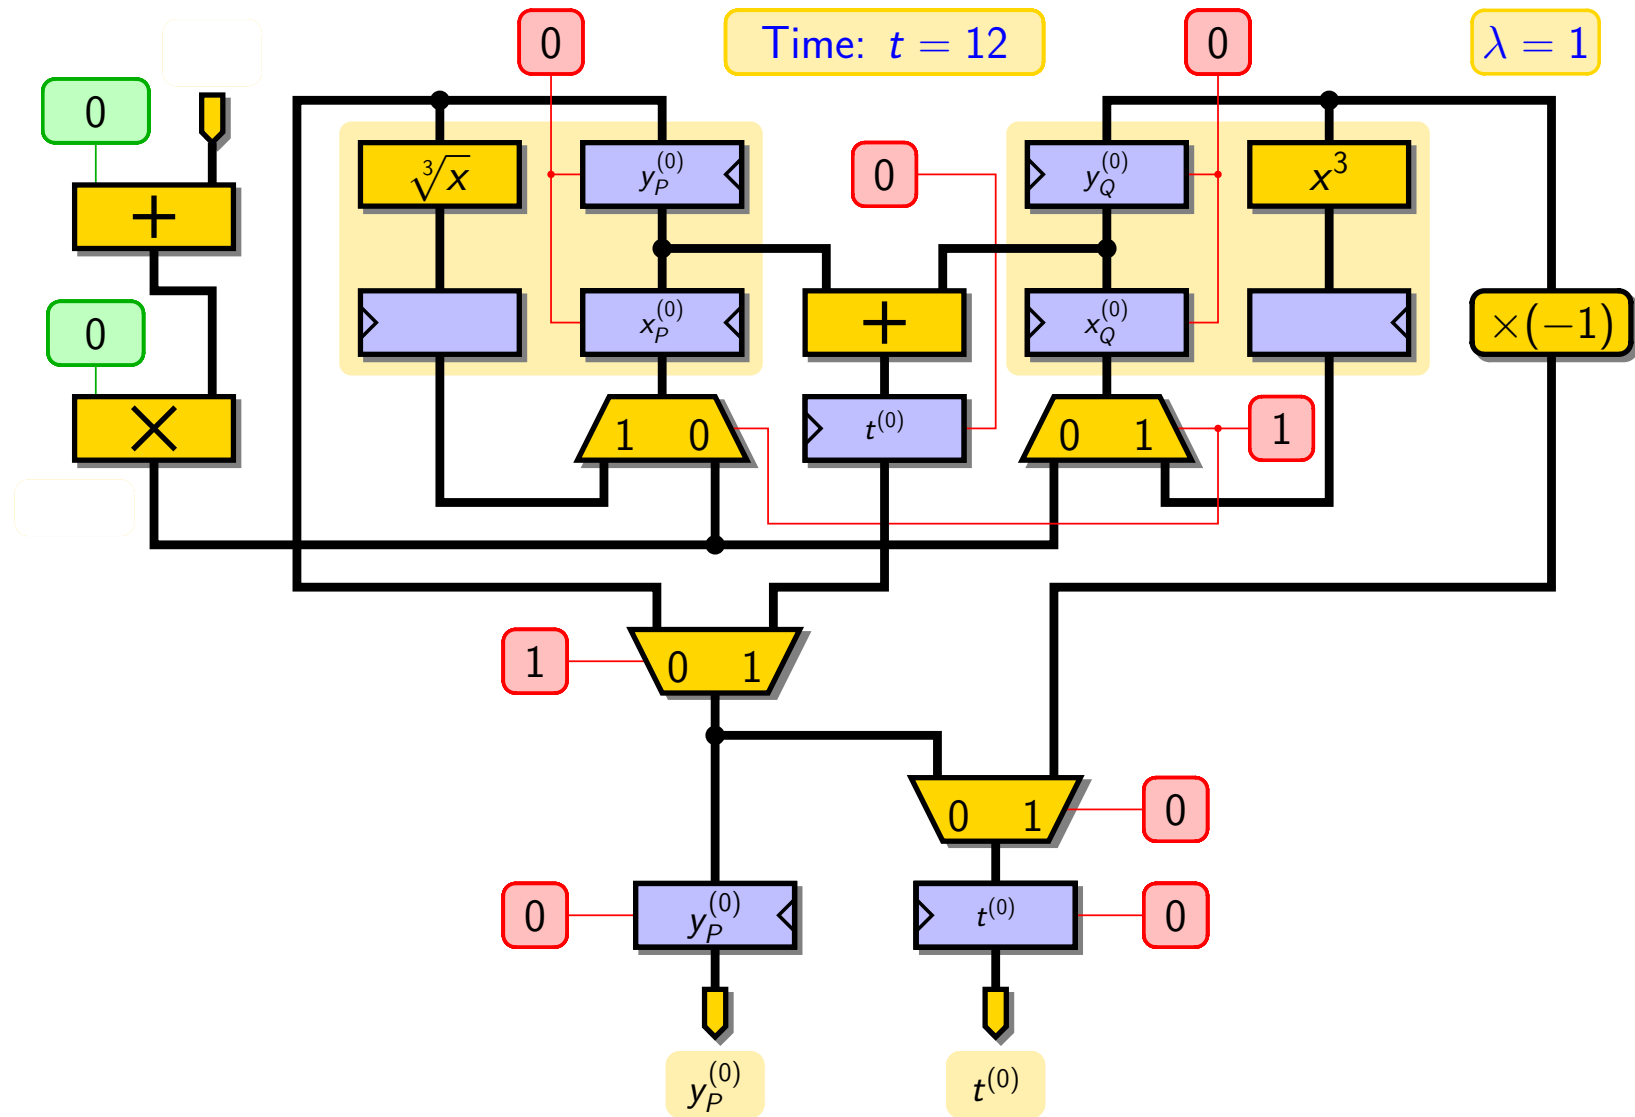 0 Time: t = 12 0 λ = 1
0
∛x y_P^(0) 0 y_Q^(0) x³
+
0 x_P^(0) + x_Q^(0) ×(−1)
× 1 0 t^(0) 0 1 1
1 0 1
0 1 0
0 y_P^(0) t^(0) 0
y_P^(0) t^(0)